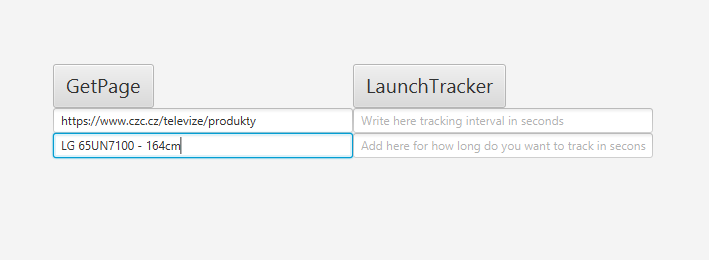 GetPage LaunchTracker
https://www.czc.cz/televize/produkty Write here tracking interval in seconds
LG 65UN7100 - 164cm Add here for how long do you want to track in secons